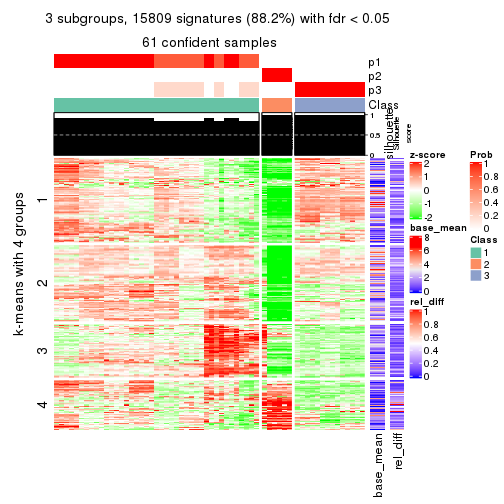 3 subgroups, 15809 signatures (88.2%) with fdr < 0.05
61 confident samples
p1
p2
p3
Class
1
0.5
0
silhouette
Silhouette
score
k-means with 4 groups
1
2
3
4
base_mean
rel_diff
z-score
2
1
0
-1
-2
base_mean
8
6
4
2
0
rel_diff
1
0.8
0.6
0.4
0.2
0
Prob
1
0.8
0.6
0.4
0.2
0
Class
1
2
3